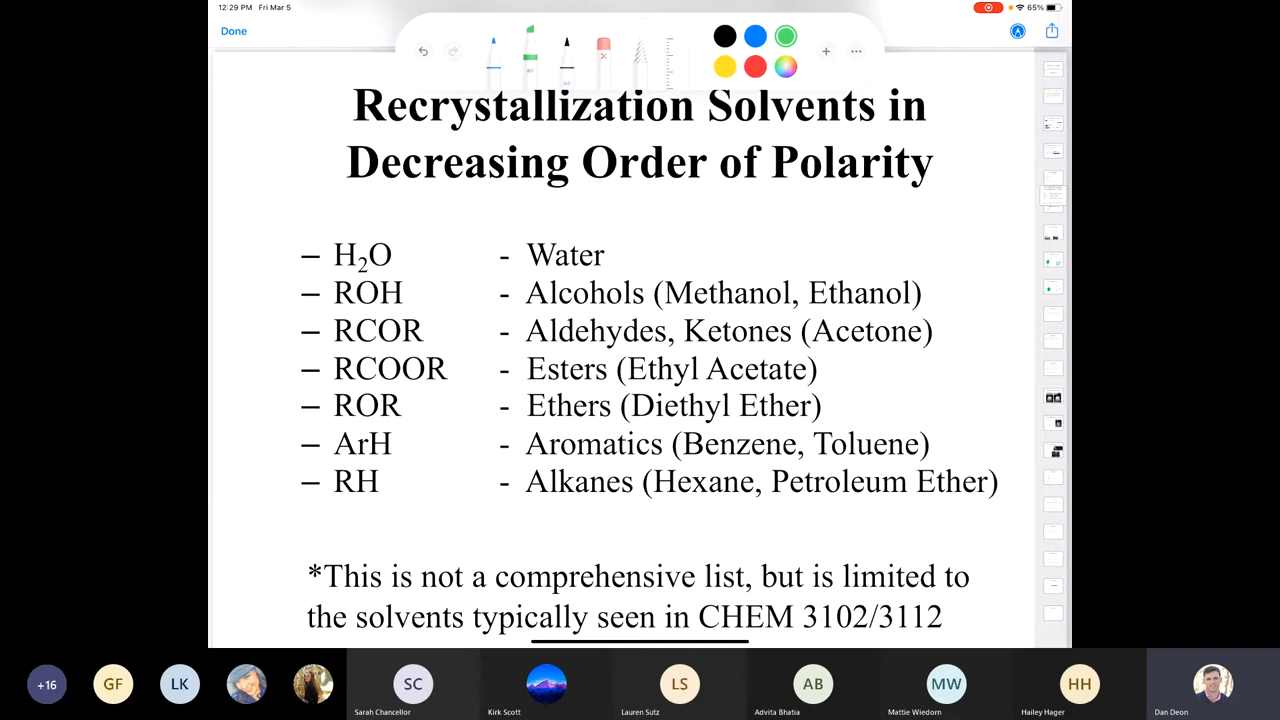 12:29 PM Fri Mar 5
65%
Done
Recrystallization Solvents in
Decreasing Order of Polarity
– H₂O - Water
– ROH - Alcohols (Methanol, Ethanol)
– RCOR - Aldehydes, Ketones (Acetone)
– RCOOR - Esters (Ethyl Acetate)
– ROR - Ethers (Diethyl Ether)
– ArH - Aromatics (Benzene, Toluene)
– RH - Alkanes (Hexane, Petroleum Ether)
*This is not a comprehensive list, but is limited to
the solvents typically seen in CHEM 3102/3112
+16 GF LK SC LS AB MW HH
Sarah Chancellor Kirk Scott Lauren Sutz Advita Bhatia Mattie Wiedorn Hailey Hager Dan Deon